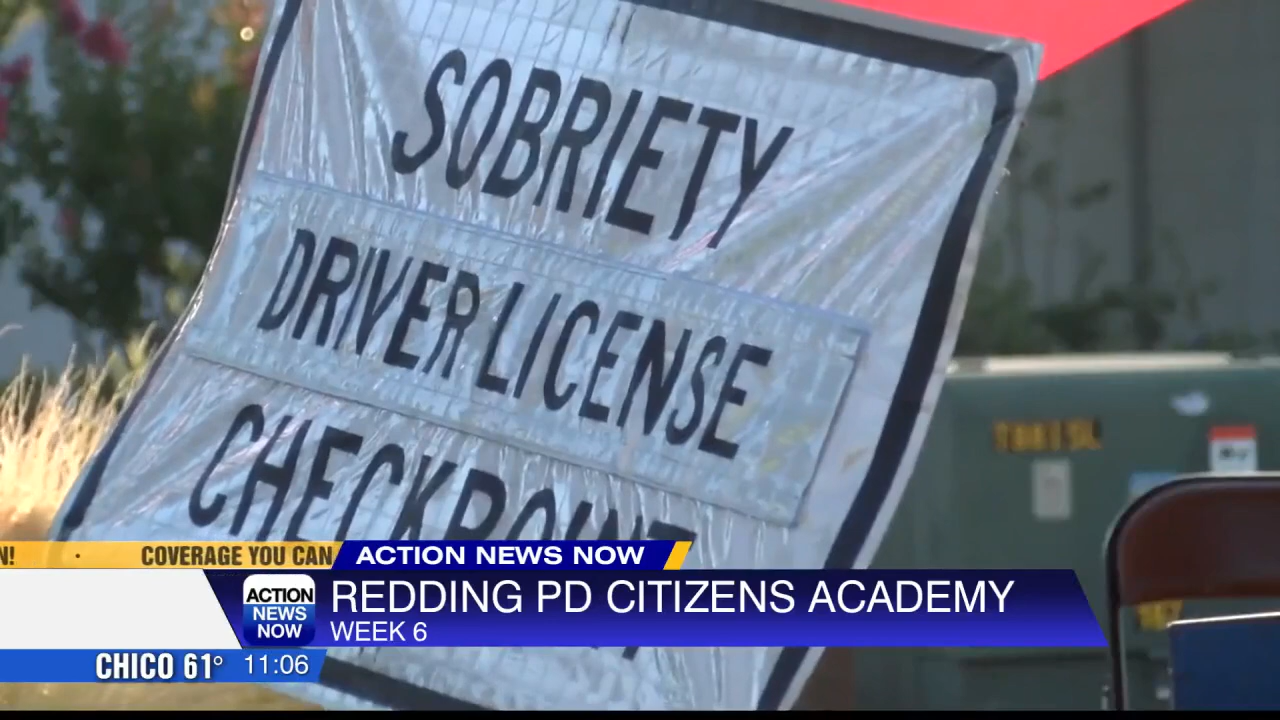 SOBRIETY
DRIVER LICENSE
CHECKPOINT
N! · COVERAGE YOU CAN
ACTION NEWS NOW
ACTION
NEWS
NOW
REDDING PD CITIZENS ACADEMY
WEEK 6
CHICO 61° 11:06